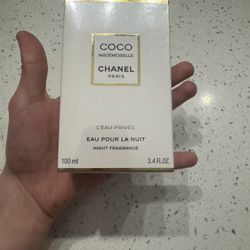 COCO
MADEMOISELLE
CHANEL
PARIS
L'EAU PRIVÉE
EAU POUR LA NUIT
NIGHT FRAGRANCE
100 ml 3.4 FL.OZ.